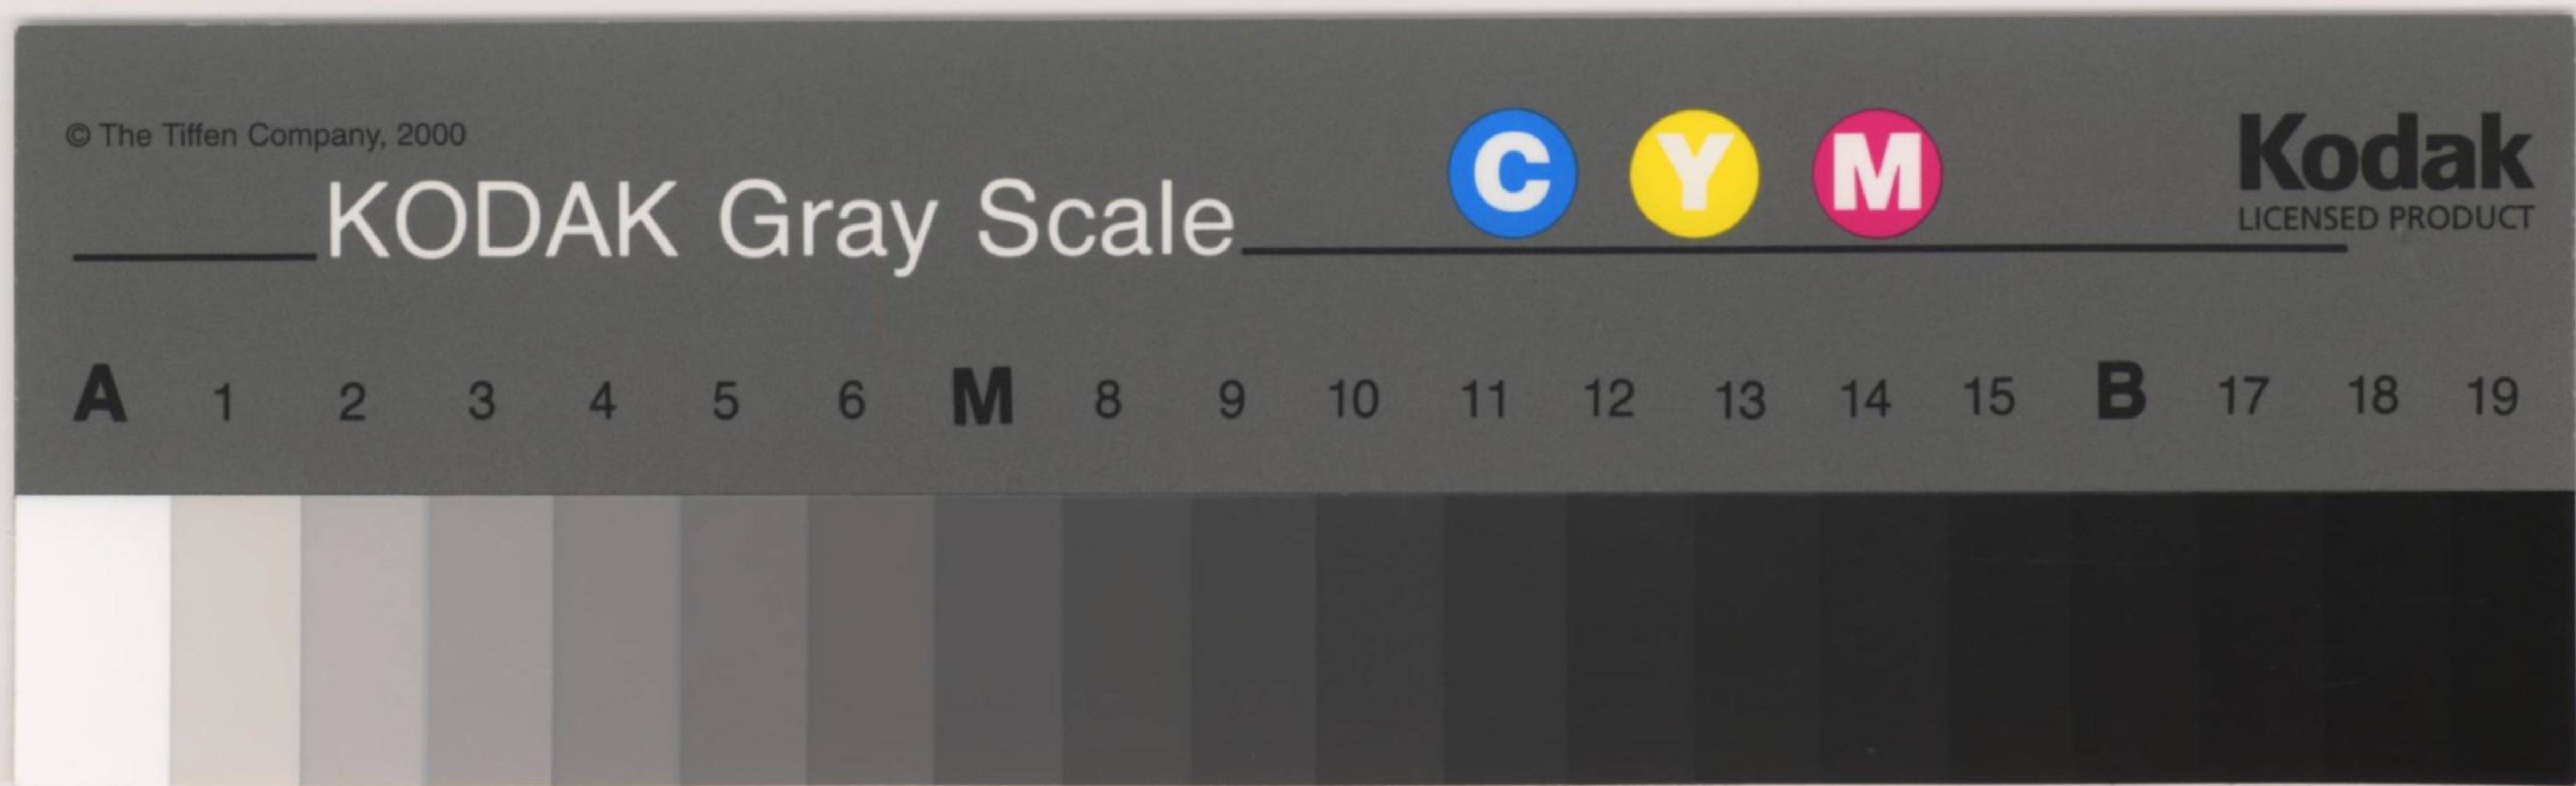 © The Tiffen Company, 2000
KODAK Gray Scale
C Y M
Kodak
LICENSED PRODUCT
A 1 2 3 4 5 6 M 8 9 10 11 12 13 14 15 B 17 18 19